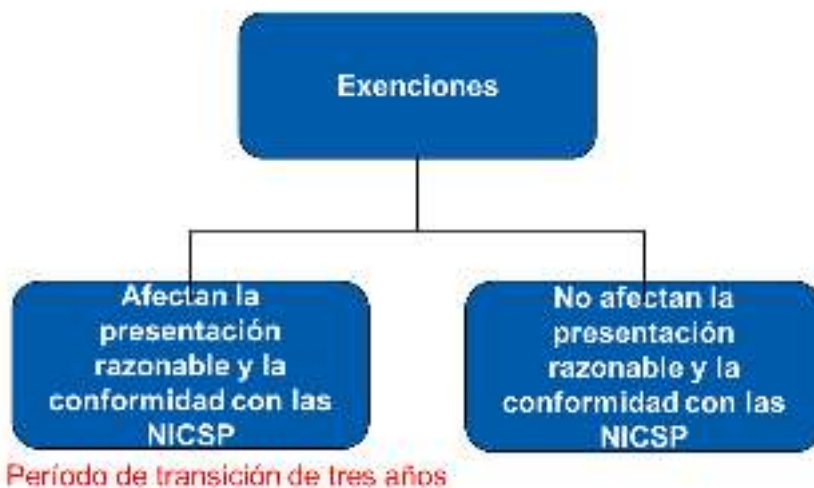 Exenciones
Afectan la
presentación
razonable y la
conformidad con las
NICSP
No afectan la
presentación
razonable y la
conformidad con las
NICSP
Período de transición de tres años